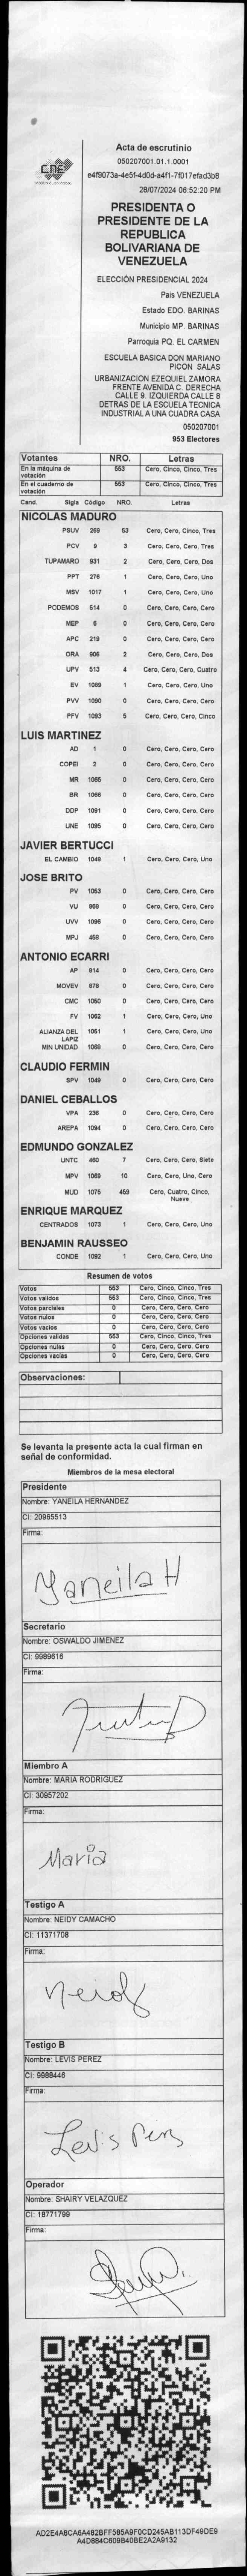 CNE
Acta de escrutinio
050207001.01.1.0001
28/07/2024 06:52:20 PM
PRESIDENTA O
PRESIDENTE DE LA
REPUBLICA
BOLIVARIANA DE
VENEZUELA
ELECCIÓN PRESIDENCIAL 2024
País VENEZUELA
Estado EDO. BARINAS
Municipio MP. BARINAS
Parroquia PQ. EL CARMEN
ESCUELA BASICA DON MARIANO
PICON SALAS
URBANIZACIÓN EZEQUIEL ZAMORA
FRENTE AVENIDA C. DERECHA
CALLE 9. IZQUIERDA CALLE 8
DETRAS DE LA ESCUELA TECNICA
INDUSTRIAL A UNA CUADRA CASA
050207001
953 Electores
Votantes NRO. Letras
En la máquina de votación 553 Cero, Cinco, Cinco, Tres
En el cuaderno de votación 553 Cero, Cinco, Cinco, Tres
Cand. Sigla Código NRO. Letras
NICOLAS MADURO
PSUV 269 53 Cero, Cero, Cinco, Tres
PCV 9 3 Cero, Cero, Cero, Tres
TUPAMARO 931 2 Cero, Cero, Cero, Dos
PPT 276 1 Cero, Cero, Cero, Uno
MSV 1017 1 Cero, Cero, Cero, Uno
PODEMOS 514 0 Cero, Cero, Cero, Cero
MEP 6 0 Cero, Cero, Cero, Cero
APC 219 0 Cero, Cero, Cero, Cero
ORA 906 2 Cero, Cero, Cero, Dos
UPV 513 4 Cero, Cero, Cero, Cuatro
EV 1089 1 Cero, Cero, Cero, Uno
PVV 1090 0 Cero, Cero, Cero, Cero
PFV 1093 5 Cero, Cero, Cero, Cinco
LUIS MARTINEZ
AD 1 0 Cero, Cero, Cero, Cero
COPEI 2 0 Cero, Cero, Cero, Cero
MR 1065 0 Cero, Cero, Cero, Cero
BR 1066 0 Cero, Cero, Cero, Cero
DDP 1091 0 Cero, Cero, Cero, Cero
UNE 1095 0 Cero, Cero, Cero, Cero
JAVIER BERTUCCI
EL CAMBIO 1048 1 Cero, Cero, Cero, Uno
JOSE BRITO
PV 1053 0 Cero, Cero, Cero, Cero
VU 968 0 Cero, Cero, Cero, Cero
UVV 1096 0 Cero, Cero, Cero, Cero
MPJ 458 0 Cero, Cero, Cero, Cero
ANTONIO ECARRI
AP 814 0 Cero, Cero, Cero, Cero
MOVEV 978 0 Cero, Cero, Cero, Cero
CMC 1050 0 Cero, Cero, Cero, Cero
FV 1062 1 Cero, Cero, Cero, Uno
ALIANZA DEL LAPIZ 1051 1 Cero, Cero, Cero, Uno
MIN UNIDAD 1068 0 Cero, Cero, Cero, Cero
CLAUDIO FERMIN
SPV 1049 0 Cero, Cero, Cero, Cero
DANIEL CEBALLOS
VPA 236 0 Cero, Cero, Cero, Cero
AREPA 1094 0 Cero, Cero, Cero, Cero
EDMUNDO GONZALEZ
UNTC 460 7 Cero, Cero, Cero, Siete
MPV 1069 10 Cero, Cero, Uno, Cero
MUD 1075 459 Cero, Cuatro, Cinco,
Nueve
ENRIQUE MARQUEZ
CENTRADOS 1073 1 Cero, Cero, Cero, Uno
BENJAMIN RAUSSEO
CONDE 1092 1 Cero, Cero, Cero, Uno
Resumen de votos
Votos 553 Cero, Cinco, Cinco, Tres
Votos validos 553 Cero, Cinco, Cinco, Tres
Votos parciales 0 Cero, Cero, Cero, Cero
Votos nulos 0 Cero, Cero, Cero, Cero
Votos vacios 0 Cero, Cero, Cero, Cero
Opciones validas 553 Cero, Cinco, Cinco, Tres
Opciones nulas 0 Cero, Cero, Cero, Cero
Opciones vacias 0 Cero, Cero, Cero, Cero
Observaciones:
Se levanta la presente acta la cual firman en
señal de conformidad.
Miembros de la mesa electoral
Presidente
Nombre: YANEILA HERNANDEZ
CI: 20965513
Firma:
Yaneila H
Secretario
Nombre: OSWALDO JIMENEZ
CI: 9989616
Firma:
Miembro A
Nombre: MARIA RODRIGUEZ
CI: 30957202
Firma:
Maria
Testigo A
Nombre: NEIDY CAMACHO
CI: 11371708
Firma:
Neidy
Testigo B
Nombre: LEVIS PEREZ
CI: 9988446
Firma:
Levis Perez
Operador
Nombre: SHAIRY VELAZQUEZ
CI: 18771799
Firma: